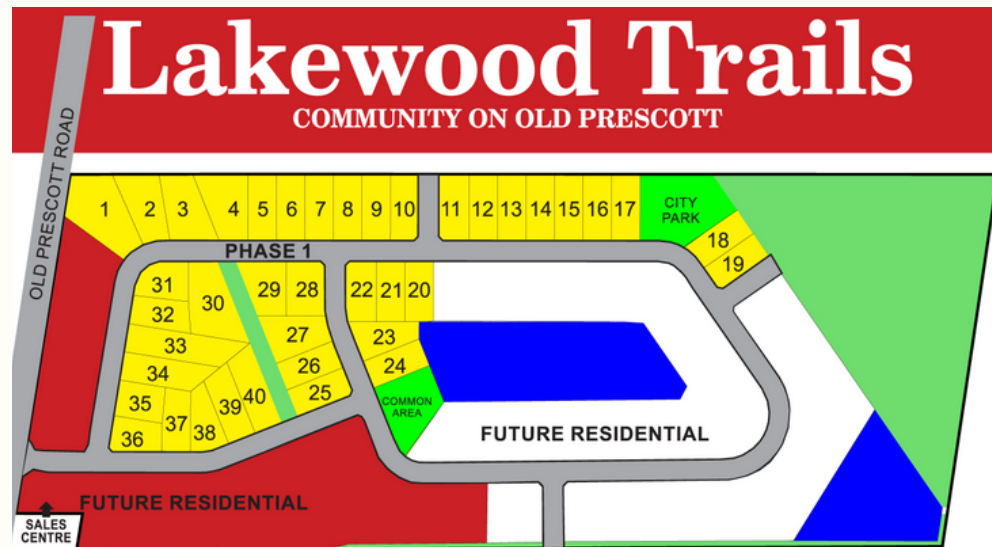 Lakewood Trails
COMMUNITY ON OLD PRESCOTT
OLD PRESCOTT ROAD
1 2 3 4 5 6 7 8 9 10 11 12 13 14 15 16 17
CITY
PARK
18
19
PHASE 1
31
32
30
29 28
22 21 20
33
27
23
34
26
24
35
25
36
37
38
39
40
COMMON
AREA
FUTURE RESIDENTIAL
FUTURE RESIDENTIAL
SALES
CENTRE